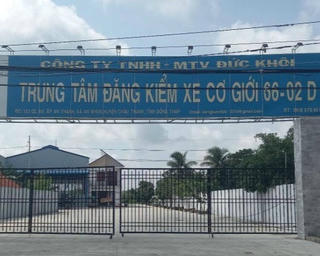 CÔNG TY TNHH - MTV ĐỨC KHÔI
TRUNG TÂM ĐĂNG KIỂM XE CƠ GIỚI 66-02 D